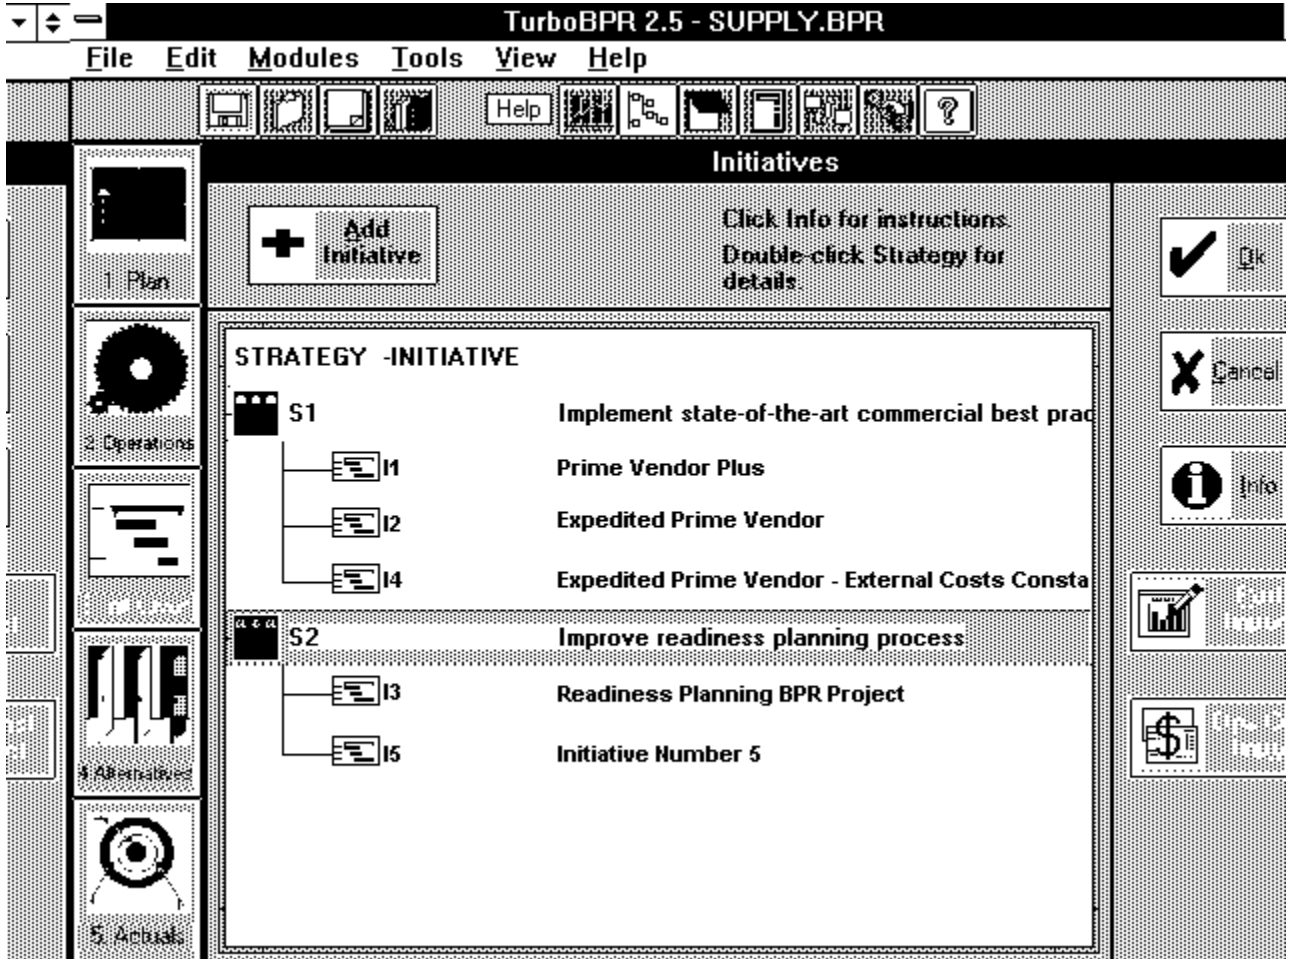 TurboBPR 2.5 - SUPPLY.BPR
File Edit Modules Tools View Help
Help ?
Initiatives
1. Plan
2. Operations
4. Alternatives
5. Actuals
Add
Initiative
Click Info for instructions.
Double-click Strategy for
details.
STRATEGY -INITIATIVE
S1 Implement state-of-the-art commercial best prac
I1 Prime Vendor Plus
I2 Expedited Prime Vendor
I4 Expedited Prime Vendor - External Costs Consta
S2 Improve readiness planning process
I3 Readiness Planning BPR Project
I5 Initiative Number 5
Ok
Cancel
Info